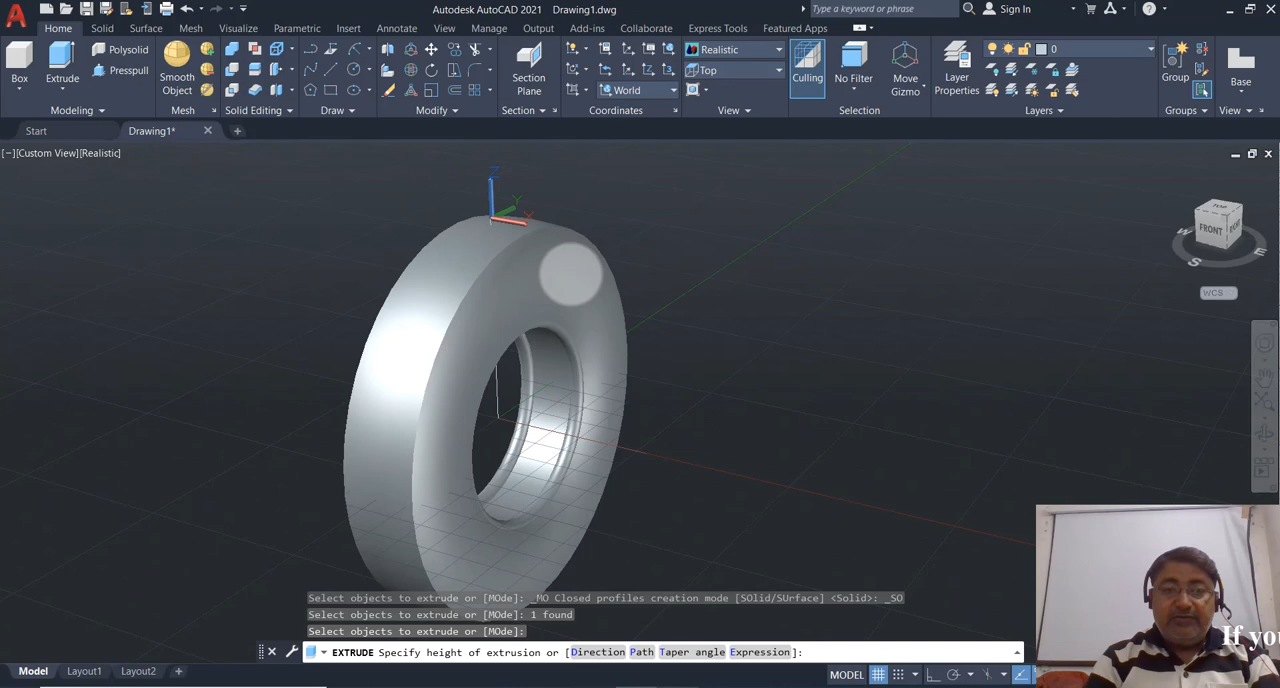 Autodesk AutoCAD 2021 Drawing1.dwg
Type a keyword or phrase
Sign In
Home Solid Surface Mesh Visualize Parametric Insert Annotate View Manage Output Add-ins Collaborate Express Tools Featured Apps
Box
Extrude
Polysolid
Presspull
Smooth Object
Section Plane
World
Realistic
Top
Culling
No Filter
Move Gizmo
Layer Properties
0
Group
Base
Modeling Mesh Solid Editing Draw Modify Section Coordinates View Selection Layers Groups View
Start Drawing1*
[−][Custom View][Realistic]
Z
Y
X
TOP
FRONT
W
S
E
WCS
Select objects to extrude or [MOde]: _MO Closed profiles creation mode [SOlid/SUrface] <Solid>: _SO
Select objects to extrude or [MOde]: 1 found
Select objects to extrude or [MOde]:
EXTRUDE Specify height of extrusion or [Direction Path Taper angle Expression]:
If you
Model Layout1 Layout2 +
MODEL